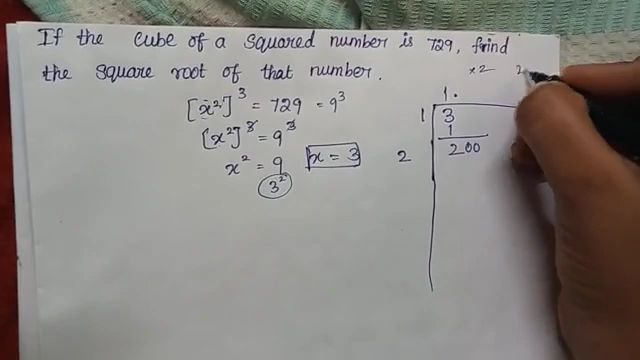 If the cube of a squared number is 729, find
the square root of that number.
×2 2
[x²]³ = 729 = 9³
[x²]³ = 9³
x² = 9 x = 3
3²
1.
1 3
1
2 200